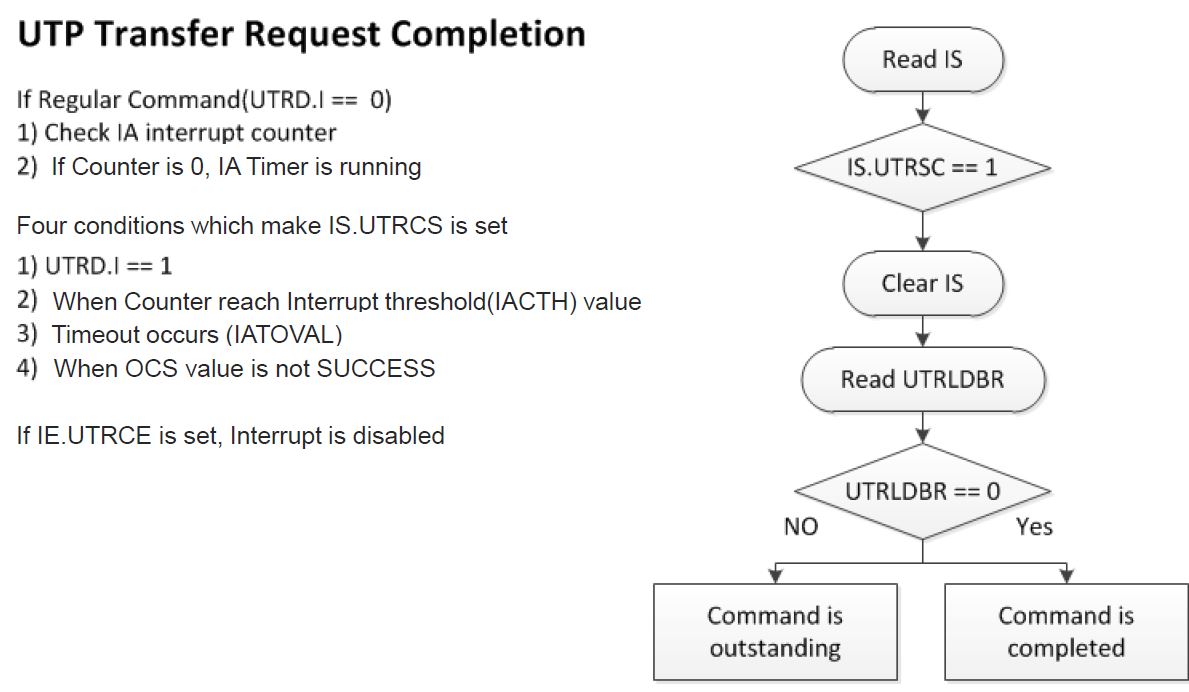 UTP Transfer Request Completion
If Regular Command(UTRD.I == 0)
1) Check IA interrupt counter
2) If Counter is 0, IA Timer is running
Four conditions which make IS.UTRCS is set
1) UTRD.I == 1
2) When Counter reach Interrupt threshold(IACTH) value
3) Timeout occurs (IATOVAL)
4) When OCS value is not SUCCESS
If IE.UTRCE is set, Interrupt is disabled
Read IS
IS.UTRSC == 1
Clear IS
Read UTRLDBR
UTRLDBR == 0
NO
Yes
Command is
outstanding
Command is
completed